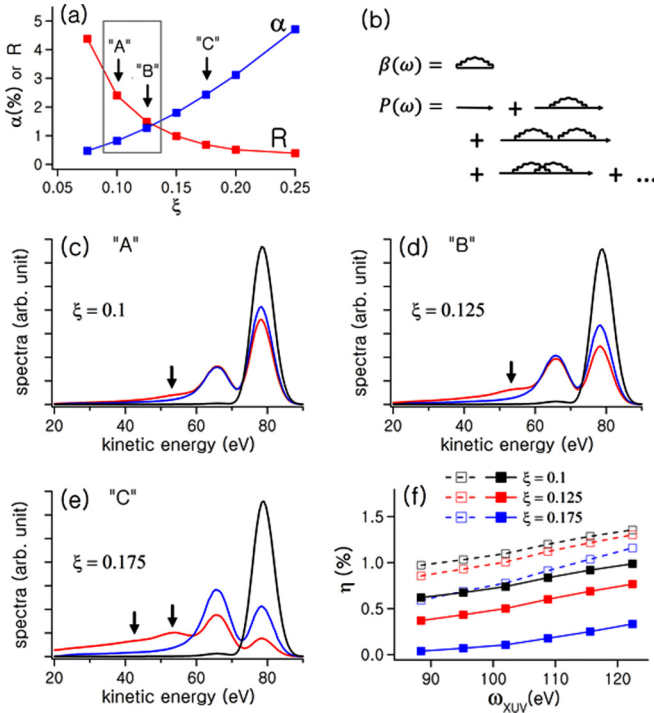 (a)
α(%) or R
5
4
3
2
1
0
"A"
"B"
"C"
α
R
0.05
0.10
0.15
0.20
0.25
ξ
(b)
β(ω) =
P(ω) = +
+
+ + ...
(c) "A"
ξ = 0.1
spectra (arb. unit)
20 40 60 80
kinetic energy (eV)
(d) "B"
ξ = 0.125
spectra (arb. unit)
20 40 60 80
kinetic energy (eV)
(e) "C"
ξ = 0.175
spectra (arb. unit)
20 40 60 80
kinetic energy (eV)
(f)
ξ = 0.1
ξ = 0.125
ξ = 0.175
η (%)
1.5
1.0
0.5
0.0
90 100 110 120
ωXUV(eV)